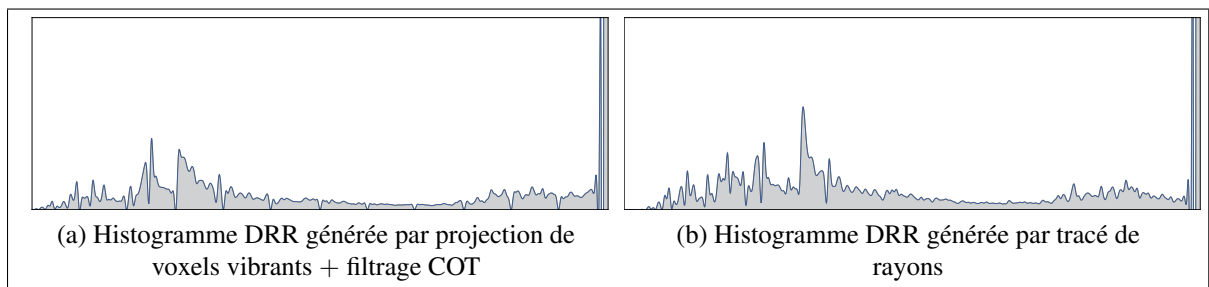 (a) Histogramme DRR générée par projection de
voxels vibrants + filtrage COT
(b) Histogramme DRR générée par tracé de
rayons